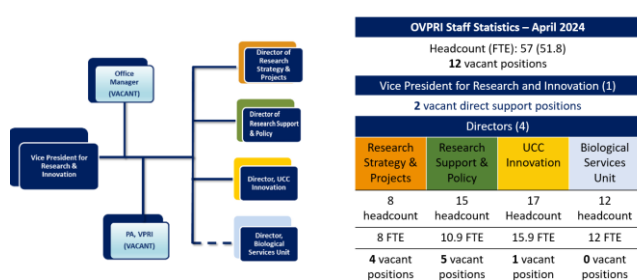 Office
Manager
(VACANT)
Vice President for
Research &
Innovation
PA, VPRI
(VACANT)
Director of
Research
Strategy &
Projects
Director of
Research Support
& Policy
Director, UCC
Innovation
Director,
Biological
Services Unit
OVPRI Staff Statistics – April 2024
Headcount (FTE): 57 (51.8)
12 vacant positions
Vice President for Research and Innovation (1)
2 vacant direct support positions
Directors (4)
Research
Strategy &
Projects
Research
Support &
Policy
UCC
Innovation
Biological
Services
Unit
8
headcount
15
headcount
17
Headcount
12
headcount
8 FTE
10.9 FTE
15.9 FTE
12 FTE
4 vacant
positions
5 vacant
positions
1 vacant
position
0 vacant
positions